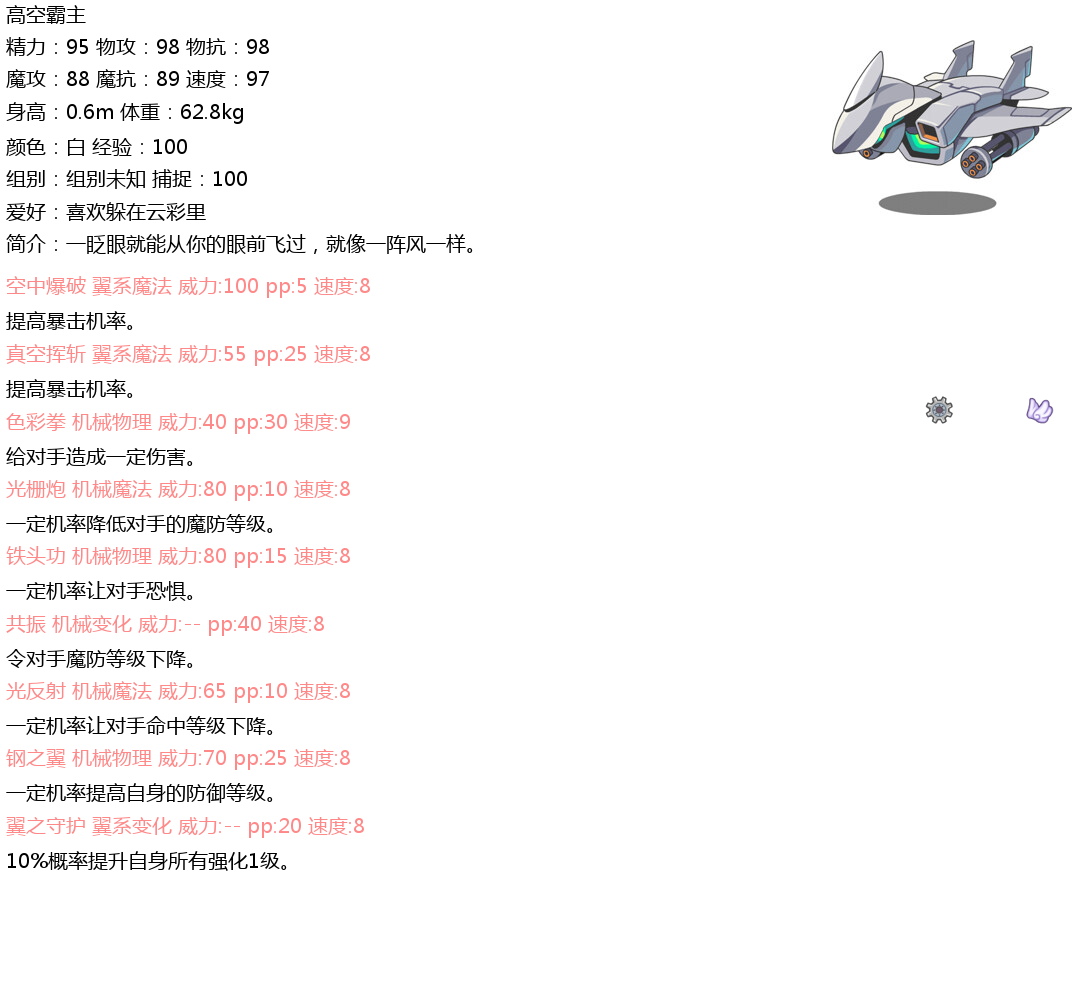 高空霸主
精力：95 物攻：98 物抗：98
魔攻：88 魔抗：89 速度：97
身高：0.6m 体重：62.8kg
颜色：白 经验：100
组别：组别未知 捕捉：100
爱好：喜欢躲在云彩里
简介：一眨眼就能从你的眼前飞过，就像一阵风一样。
空中爆破 翼系魔法 威力:100 pp:5 速度:8
提高暴击机率。
真空挥斩 翼系魔法 威力:55 pp:25 速度:8
提高暴击机率。
色彩拳 机械物理 威力:40 pp:30 速度:9
给对手造成一定伤害。
光栅炮 机械魔法 威力:80 pp:10 速度:8
一定机率降低对手的魔防等级。
铁头功 机械物理 威力:80 pp:15 速度:8
一定机率让对手恐惧。
共振 机械变化 威力:-- pp:40 速度:8
令对手魔防等级下降。
光反射 机械魔法 威力:65 pp:10 速度:8
一定机率让对手命中等级下降。
钢之翼 机械物理 威力:70 pp:25 速度:8
一定机率提高自身的防御等级。
翼之守护 翼系变化 威力:-- pp:20 速度:8
10%概率提升自身所有强化1级。